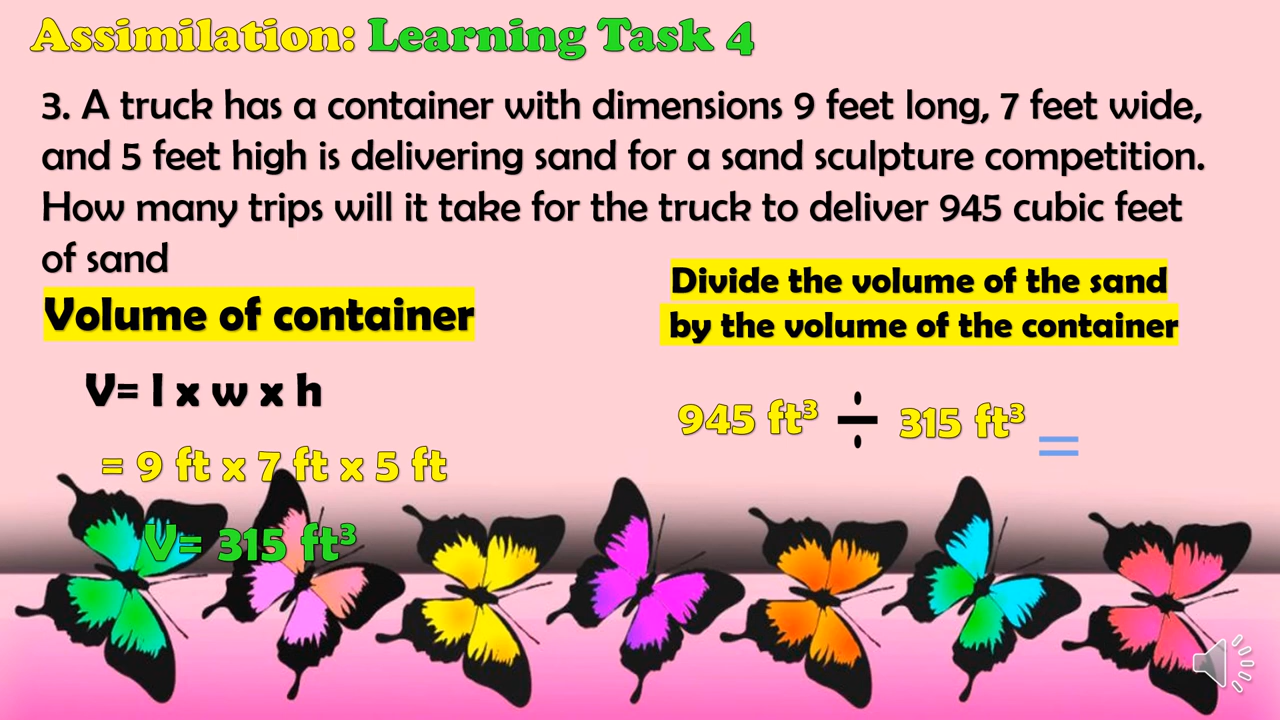 Assimilation: Learning Task 4
3. A truck has a container with dimensions 9 feet long, 7 feet wide,
and 5 feet high is delivering sand for a sand sculpture competition.
How many trips will it take for the truck to deliver 945 cubic feet
of sand
Volume of container
V= l x w x h
= 9 ft x 7 ft x 5 ft
V= 315 ft³
Divide the volume of the sand
by the volume of the container
945 ft³ ÷ 315 ft³ =